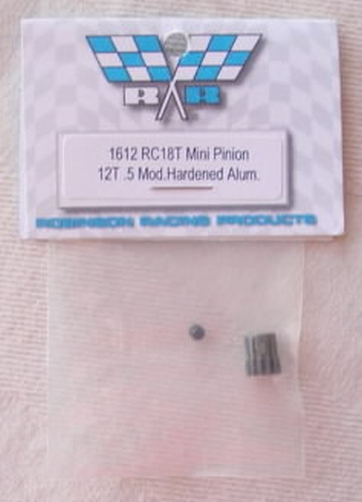 RR
1612 RC18T Mini Pinion
12T .5 Mod.Hardened Alum.
ROBINSON RACING PRODUCTS